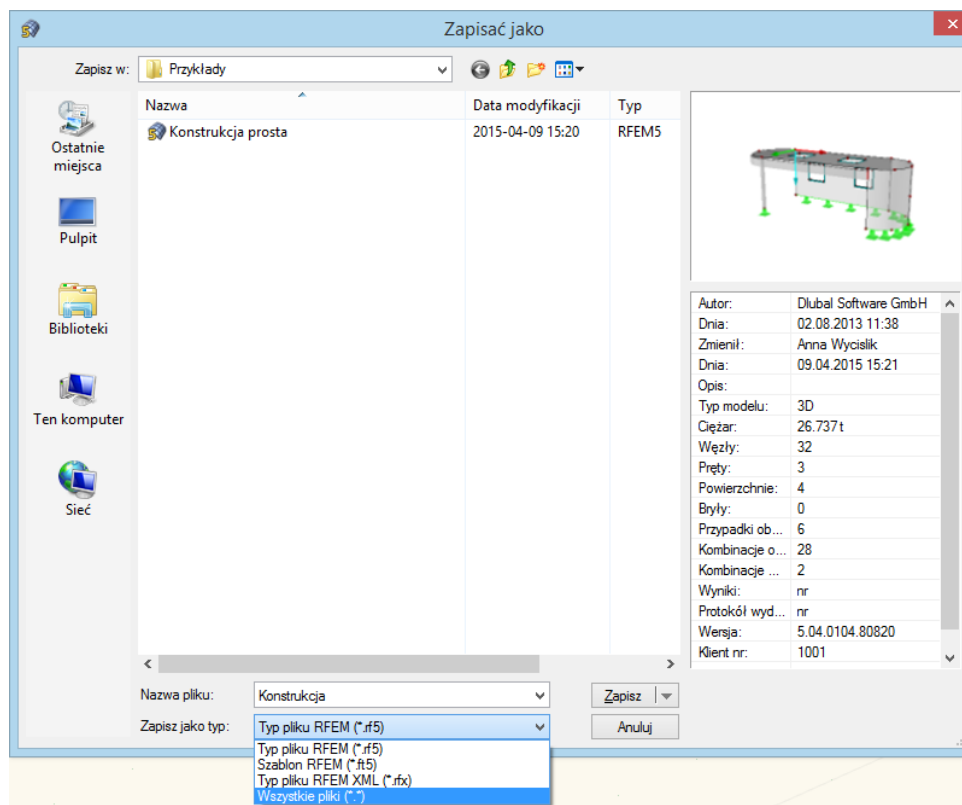 Zapisać jako
Zapisz w: Przykłady
Ostatnie
miejsca
Pulpit
Biblioteki
Ten komputer
Sieć
Nazwa Data modyfikacji Typ
Konstrukcja prosta 2015-04-09 15:20 RFEM5
Autor: Dlubal Software GmbH
Dnia: 02.08.2013 11:38
Zmienił: Anna Wycislik
Dnia: 09.04.2015 15:21
Opis:
Typ modelu: 3D
Ciężar: 26.737 t
Węzły: 32
Pręty: 3
Powierzchnie: 4
Bryły: 0
Przypadki ob... 6
Kombinacje o... 28
Kombinacje ... 2
Wyniki: nr
Protokół wyd... nr
Wersja: 5.04.0104.80820
Klient nr: 1001
Nazwa pliku: Konstrukcja Zapisz
Zapisz jako typ: Typ pliku RFEM (*.rf5) Anuluj
Typ pliku RFEM (*.rf5)
Szablon RFEM (*.ft5)
Typ pliku RFEM XML (*.rfx)
Wszystkie pliki (*.*)